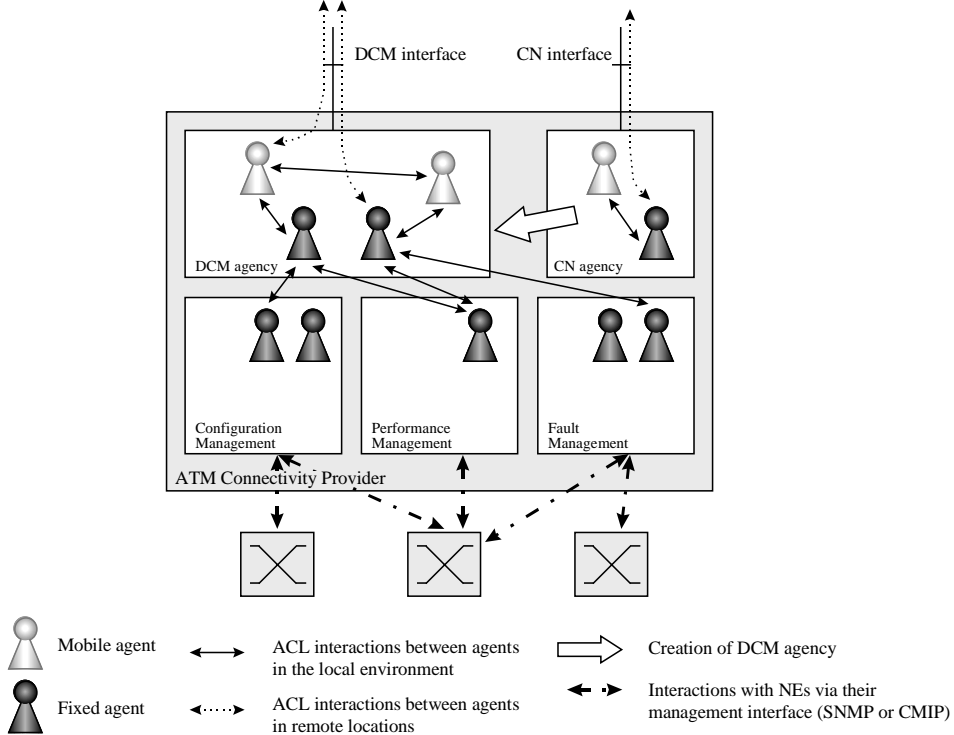 DCM interface
CN interface
DCM agency
CN agency
Configuration
Management
Performance
Management
Fault
Management
ATM Connectivity Provider
Mobile agent
ACL interactions between agents
in the local environment
Creation of DCM agency
Fixed agent
ACL interactions between agents
in remote locations
Interactions with NEs via their
management interface (SNMP or CMIP)